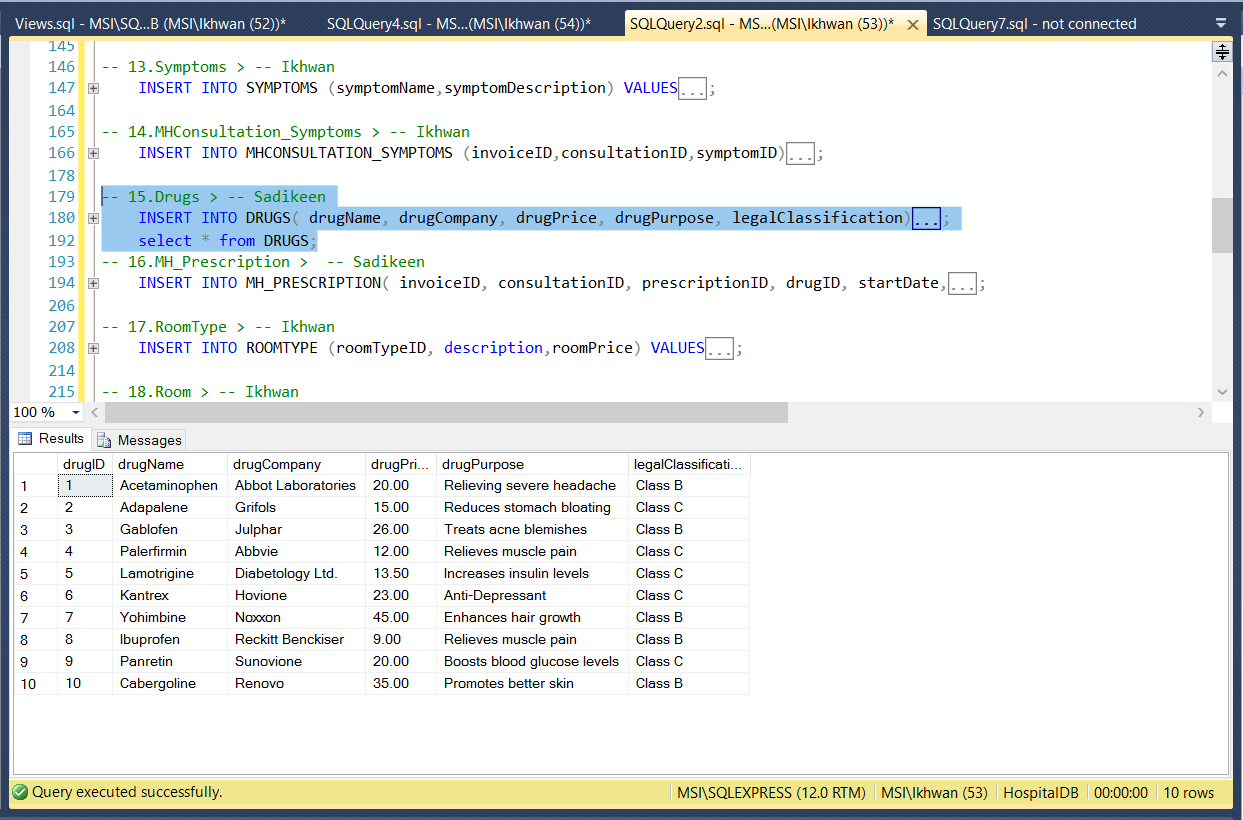 Views.sql - MSI\SQ...B (MSI\Ikhwan (52))* SQLQuery4.sql - MS...(MSI\Ikhwan (54))* SQLQuery2.sql - MS...(MSI\Ikhwan (53))* SQLQuery7.sql - not connected
145
146 -- 13.Symptoms > -- Ikhwan
147 INSERT INTO SYMPTOMS (symptomName,symptomDescription) VALUES...;
164
165 -- 14.MHConsultation_Symptoms > -- Ikhwan
166 INSERT INTO MHCONSULTATION_SYMPTOMS (invoiceID,consultationID,symptomID)...;
178
179 -- 15.Drugs > -- Sadikeen
180 INSERT INTO DRUGS( drugName, drugCompany, drugPrice, drugPurpose, legalClassification)...;
192 select * from DRUGS;
193 -- 16.MH_Prescription > -- Sadikeen
194 INSERT INTO MH_PRESCRIPTION( invoiceID, consultationID, prescriptionID, drugID, startDate,...;
206
207 -- 17.RoomType > -- Ikhwan
208 INSERT INTO ROOMTYPE (roomTypeID, description,roomPrice) VALUES...;
214
215 -- 18.Room > -- Ikhwan
100 %
Results Messages
drugID drugName drugCompany drugPri... drugPurpose legalClassificati...
1 1 Acetaminophen Abbot Laboratories 20.00 Relieving severe headache Class B
2 2 Adapalene Grifols 15.00 Reduces stomach bloating Class C
3 3 Gablofen Julphar 26.00 Treats acne blemishes Class B
4 4 Palerfirmin Abbvie 12.00 Relieves muscle pain Class C
5 5 Lamotrigine Diabetology Ltd. 13.50 Increases insulin levels Class C
6 6 Kantrex Hovione 23.00 Anti-Depressant Class C
7 7 Yohimbine Noxxon 45.00 Enhances hair growth Class B
8 8 Ibuprofen Reckitt Benckiser 9.00 Relieves muscle pain Class B
9 9 Panretin Sunovione 20.00 Boosts blood glucose levels Class C
10 10 Cabergoline Renovo 35.00 Promotes better skin Class B
Query executed successfully. MSI\SQLEXPRESS (12.0 RTM) MSI\Ikhwan (53) HospitalDB 00:00:00 10 rows